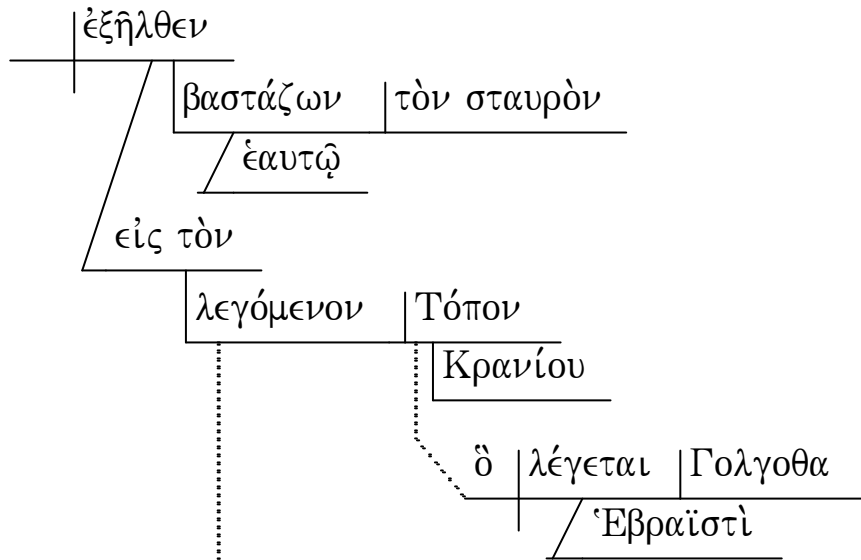 ἐξῆλθεν
βαστάζων τὸν σταυρὸν
ἑαυτῷ
εἰς τὸν
λεγόμενον Τόπον
Κρανίου
ὃ λέγεται Γολγοθα
Ἑβραϊστὶ